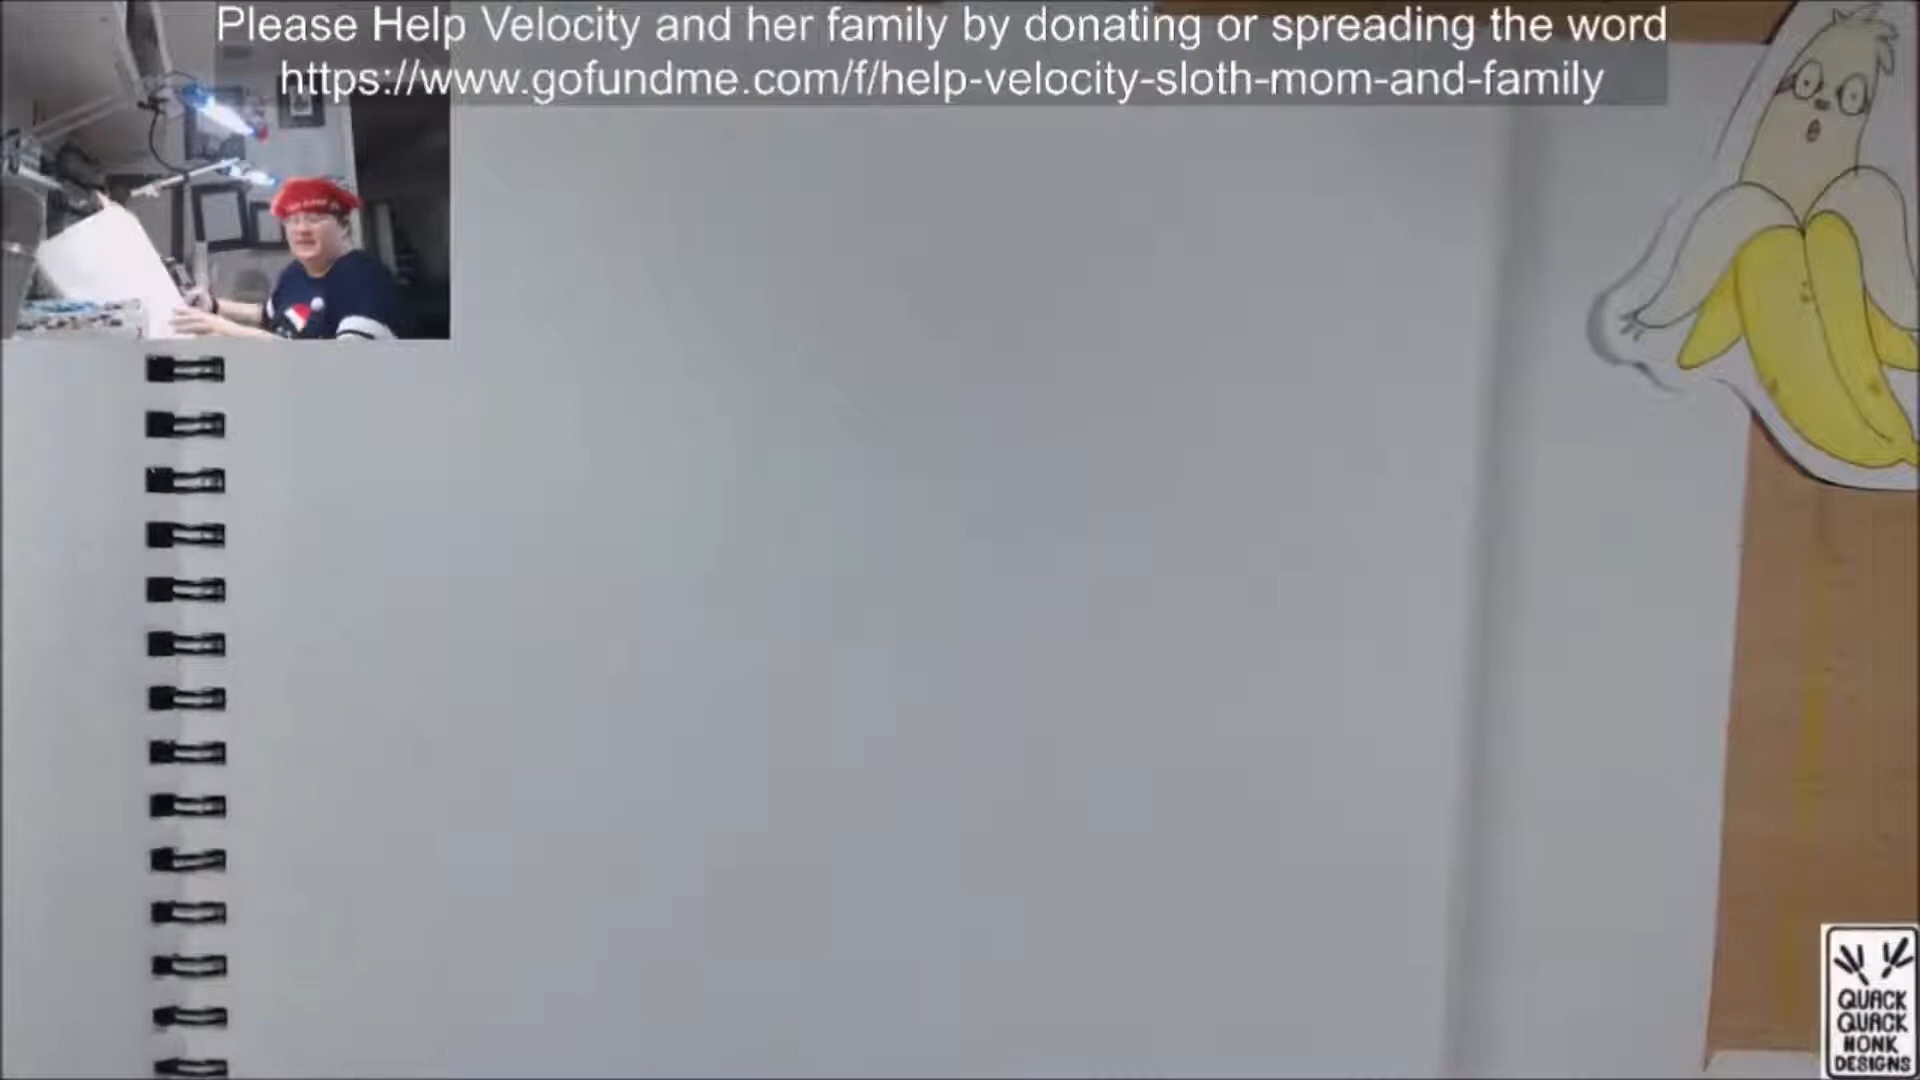 Please Help Velocity and her family by donating or spreading the word
https://www.gofundme.com/f/help-velocity-sloth-mom-and-family
QUACK
QUACK
HONK
DESIGNS